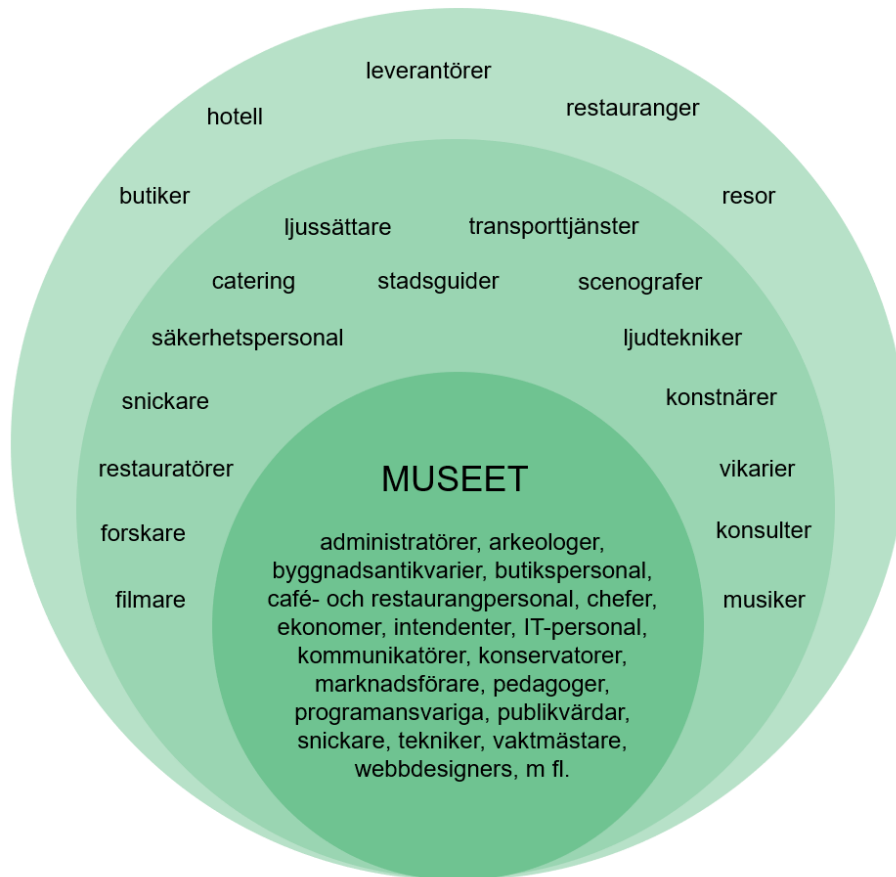 leverantörer
hotell
restauranger
butiker
resor
ljussättare
transporttjänster
catering
stadsguider
scenografer
säkerhetspersonal
ljudtekniker
snickare
konstnärer
restauratörer
vikarier
forskare
konsulter
filmare
musiker
MUSEET
administratörer, arkeologer,
byggnadsantikvarier, butikspersonal,
café- och restaurangpersonal, chefer,
ekonomer, intendenter, IT-personal,
kommunikatörer, konservatorer,
marknadsförare, pedagoger,
programansvariga, publikvärdar,
snickare, tekniker, vaktmästare,
webbdesigners, m fl.